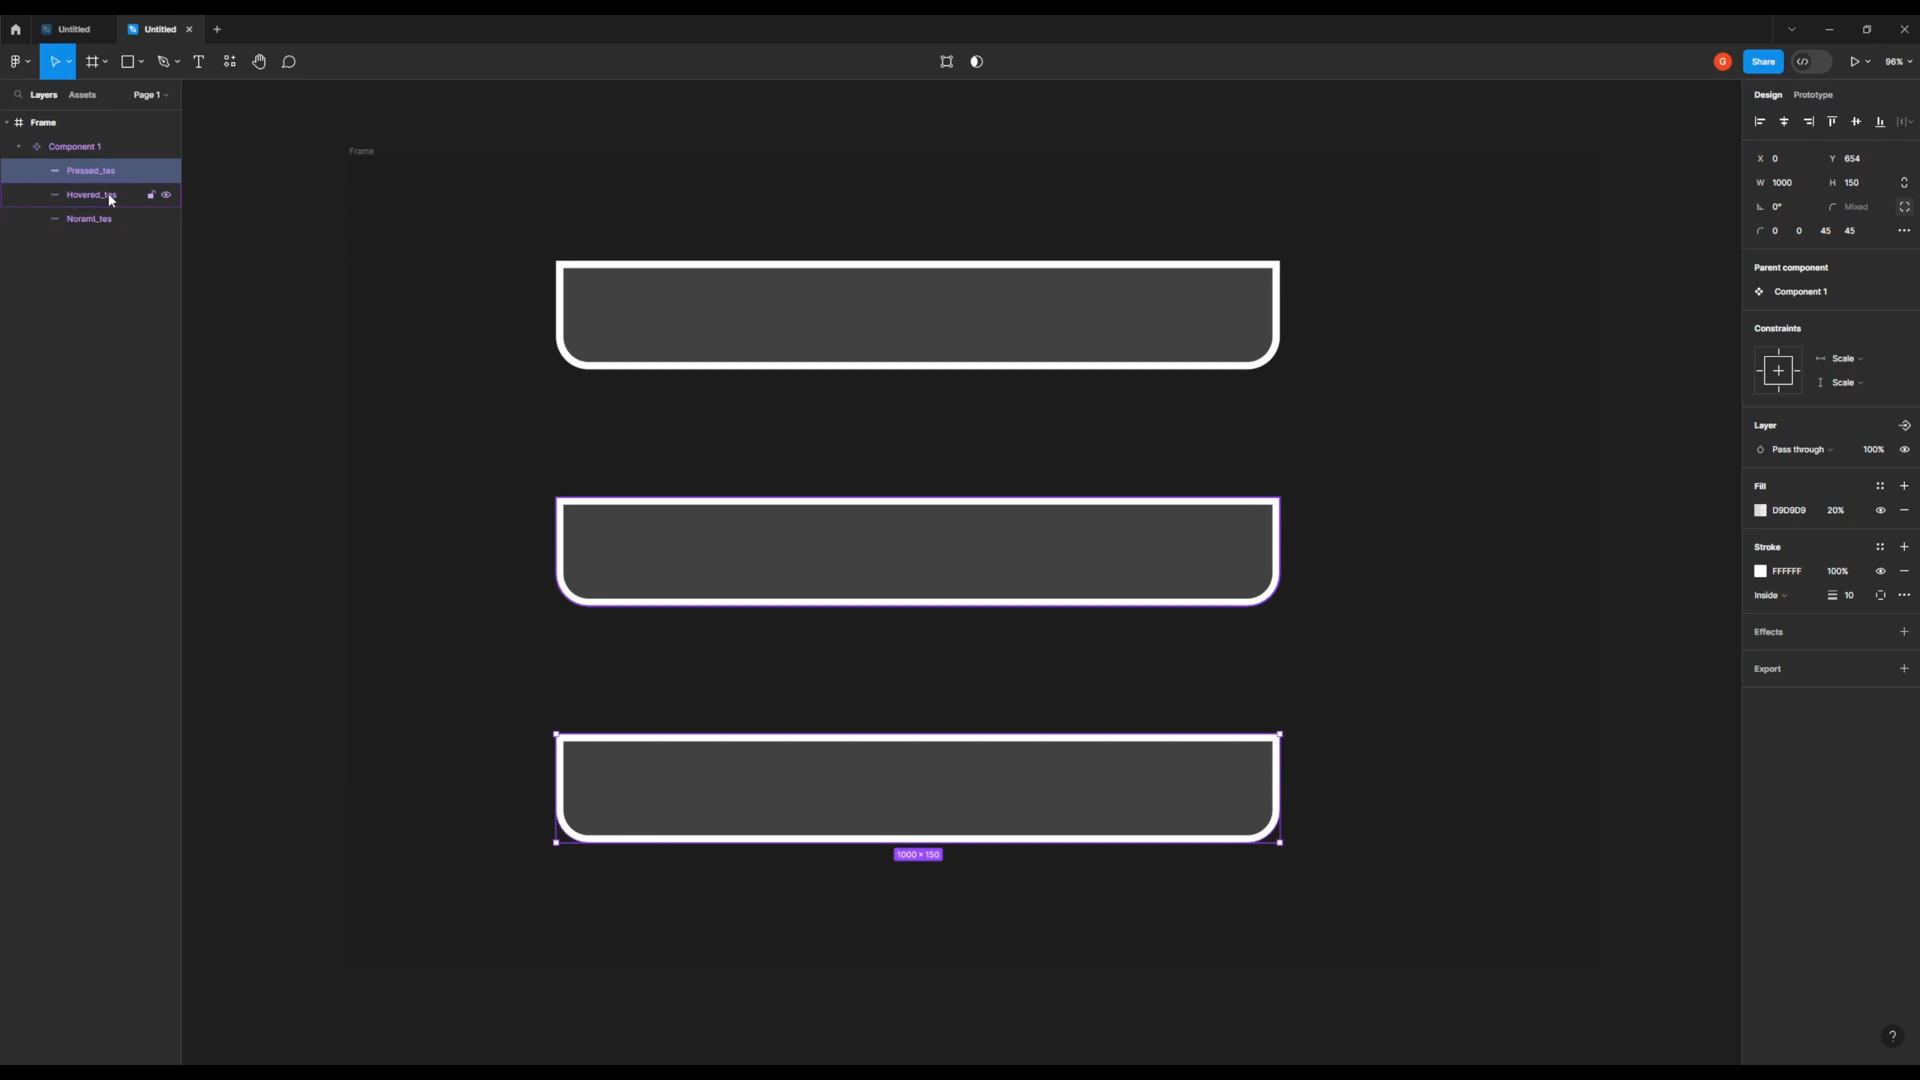 Untitled
Untitled
G
Share
96%
Layers
Assets
Page 1
Design
Prototype
Frame
Component 1
Pressed_tes
Hovered_tes
Noraml_tes
Frame
1000 × 150
X 0
Y 654
W 1000
H 150
0°
Mixed
0 0 45 45
Parent component
Component 1
Constraints
Scale
Scale
Layer
Pass through
100%
Fill
D9D9D9 20%
Stroke
FFFFFF 100%
Inside
10
Effects
Export
?